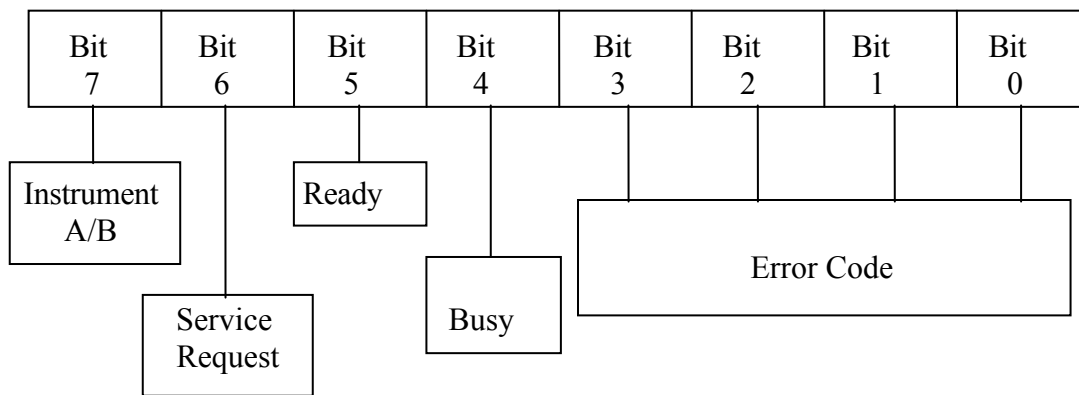 Bit Bit Bit Bit Bit Bit Bit Bit
7 6 5 4 3 2 1 0
Instrument
A/B
Service
Request
Ready
Busy
Error Code